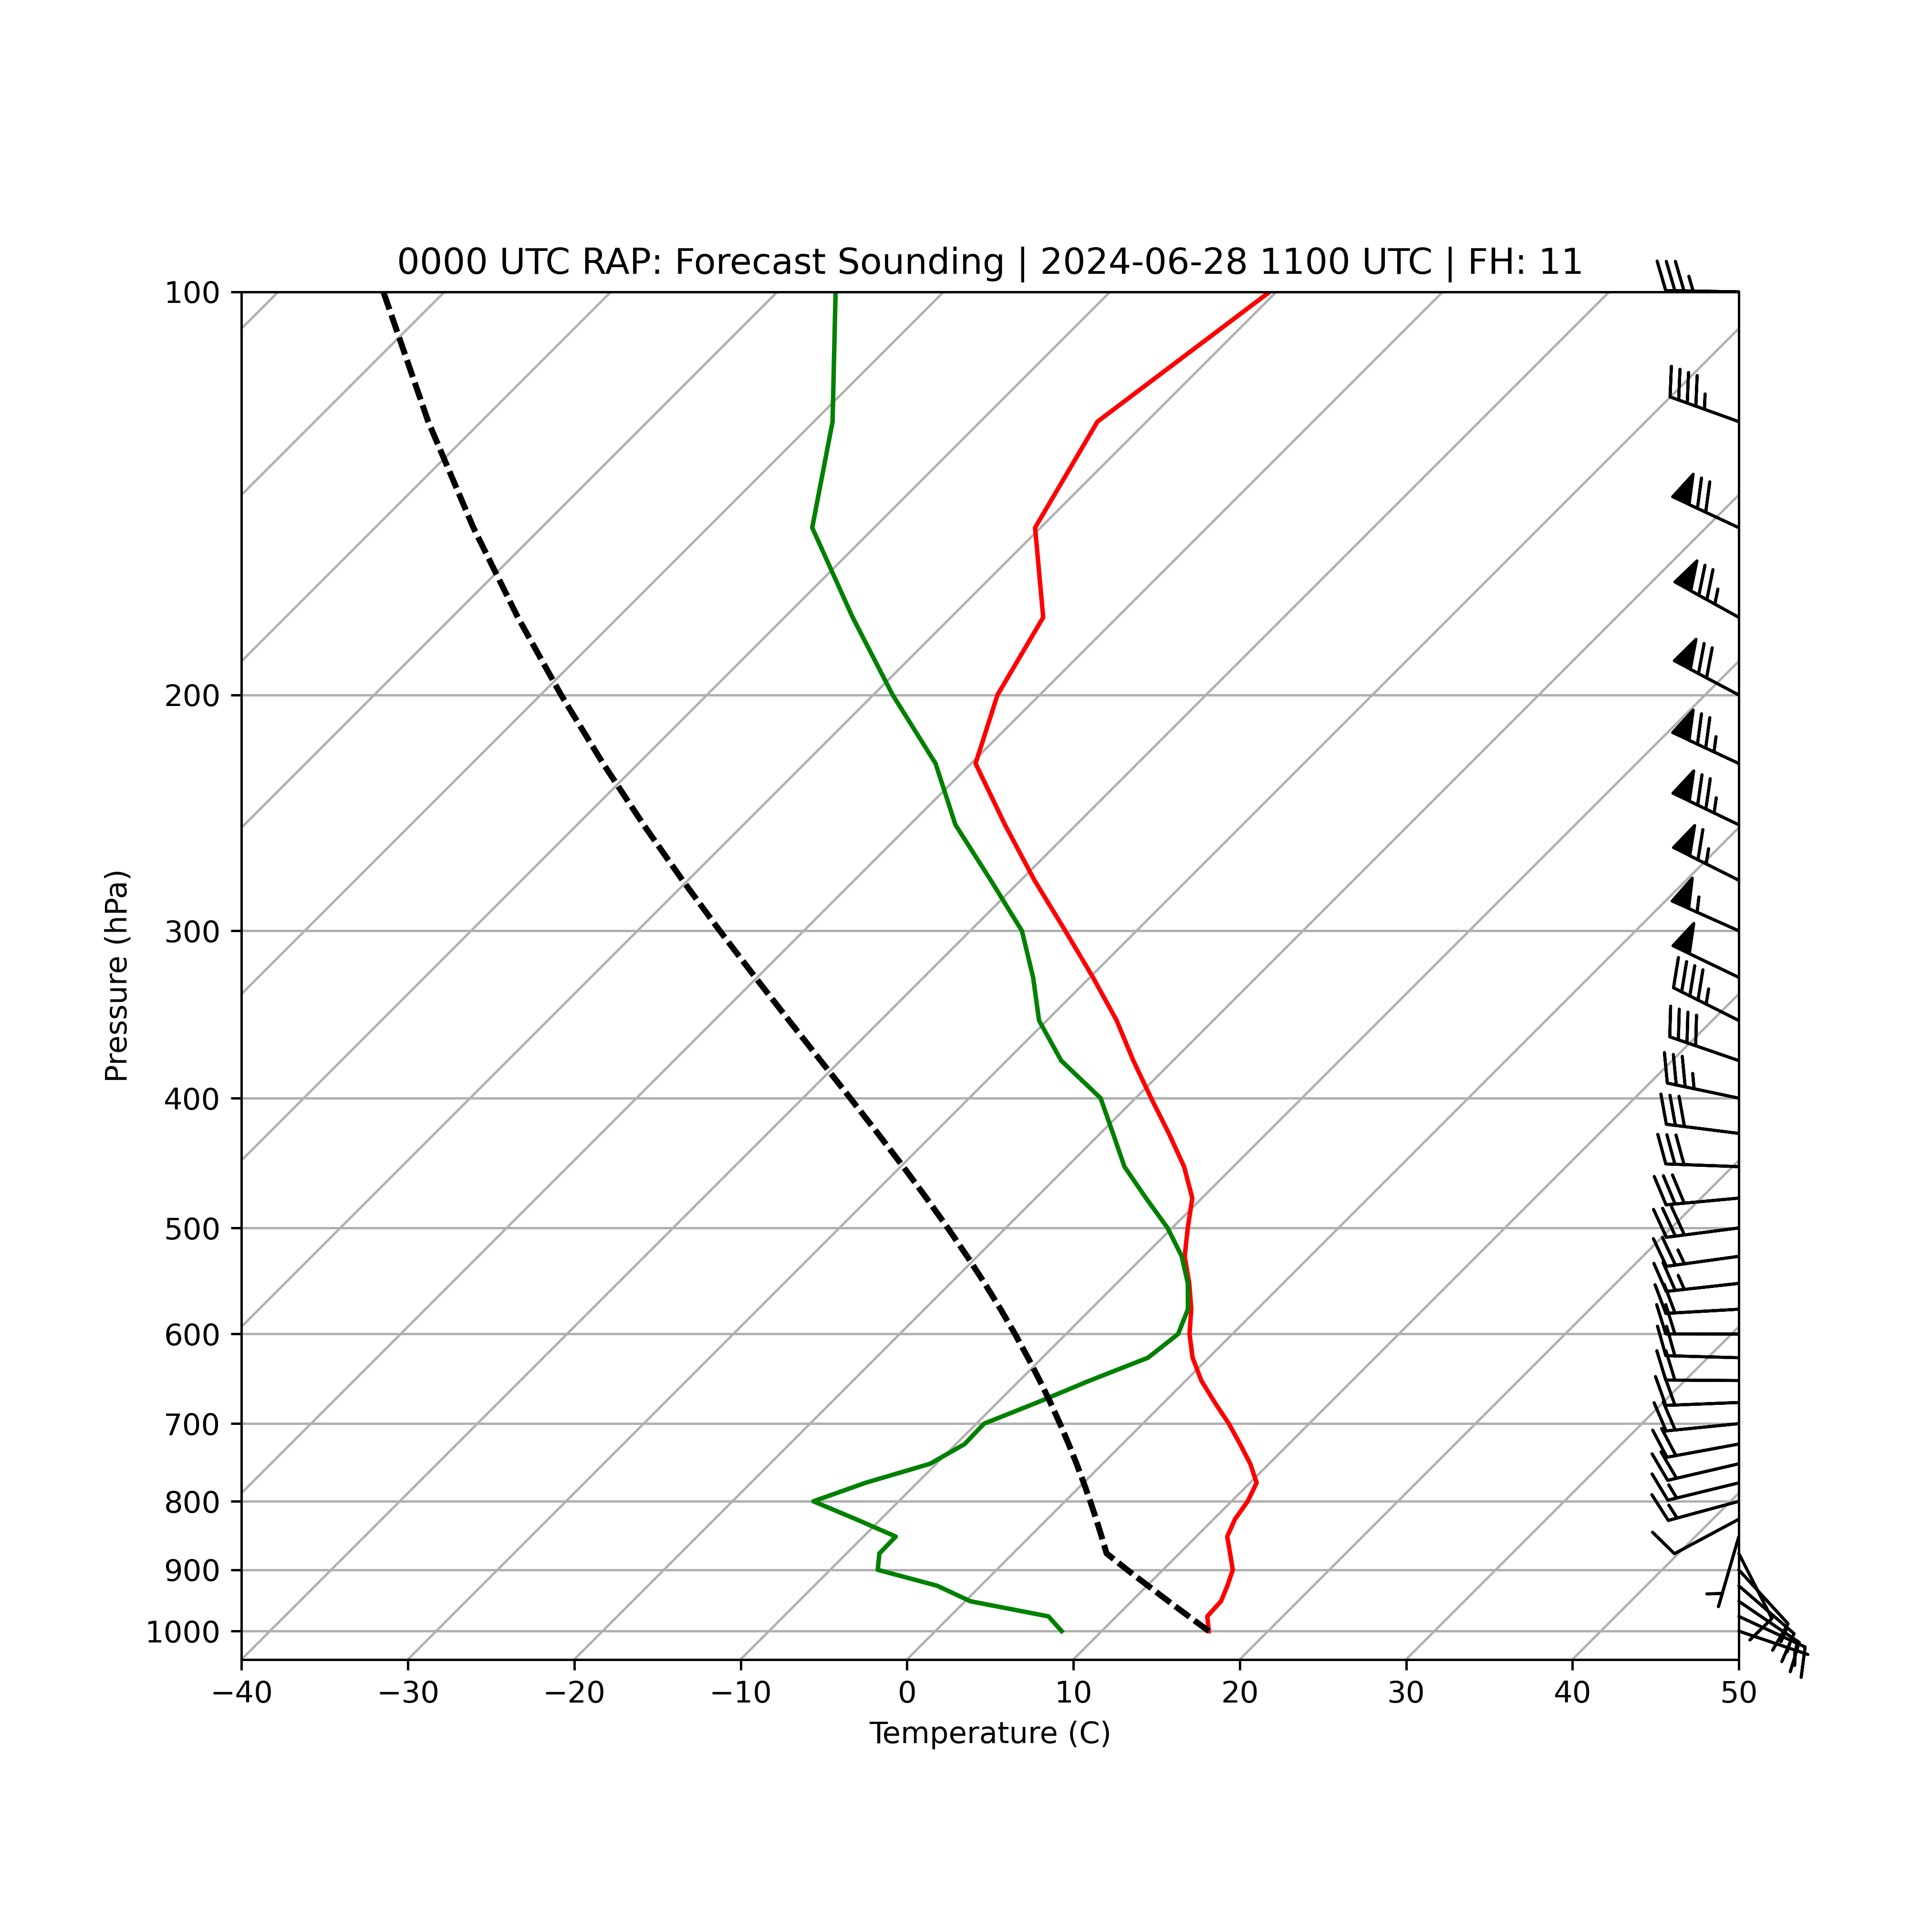 0000 UTC RAP: Forecast Sounding | 2024-06-28 1100 UTC | FH: 11
100
200
300
400
500
600
700
800
900
1000
Pressure (hPa)
−40 −30 −20 −10 0 10 20 30 40 50
Temperature (C)